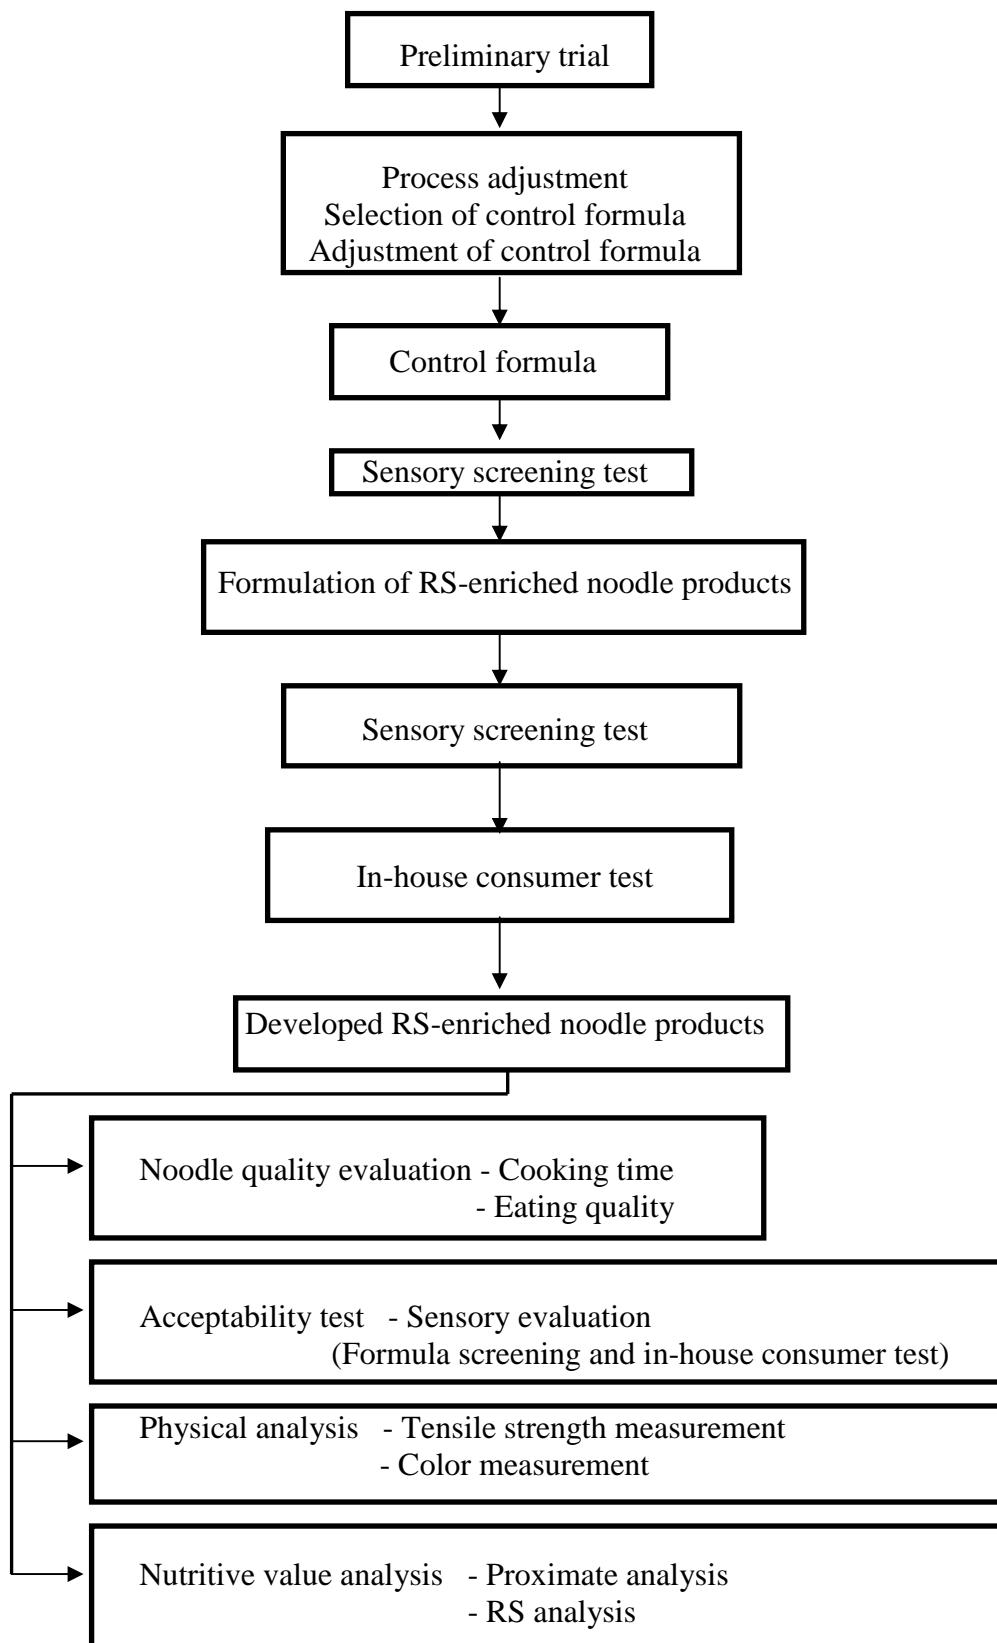 Preliminary trial
Process adjustment
Selection of control formula
Adjustment of control formula
Control formula
Sensory screening test
Formulation of RS-enriched noodle products
Sensory screening test
In-house consumer test
Developed RS-enriched noodle products
Noodle quality evaluation - Cooking time
- Eating quality
Acceptability test - Sensory evaluation
(Formula screening and in-house consumer test)
Physical analysis - Tensile strength measurement
- Color measurement
Nutritive value analysis - Proximate analysis
- RS analysis